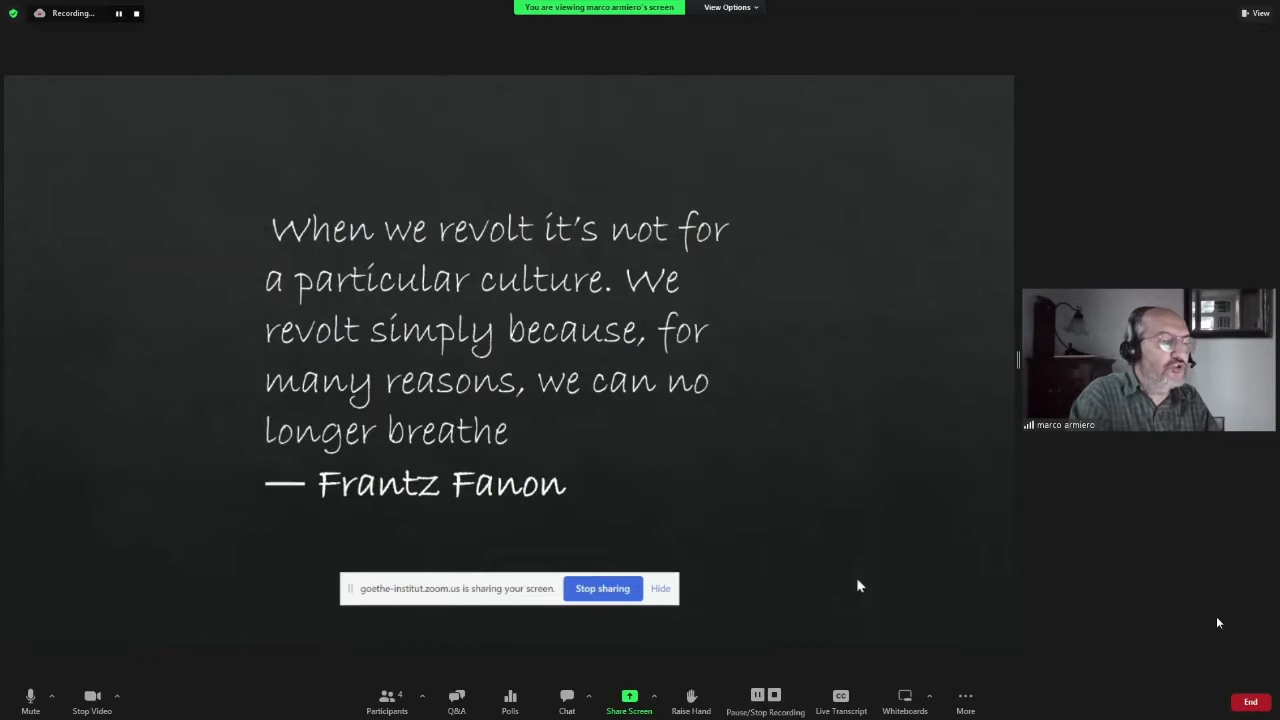 Recording...
You are viewing marco armiero's screen
View Options
View
When we revolt it's not for
a particular culture. We
revolt simply because, for
many reasons, we can no
longer breathe
— Frantz Fanon
marco armiero
goethe-institut.zoom.us is sharing your screen.
Stop sharing
Hide
Mute
Stop Video
Participants
4
Q&A
Polls
Chat
Share Screen
Raise Hand
Pause/Stop Recording
CC
Live Transcript
Whiteboards
More
End